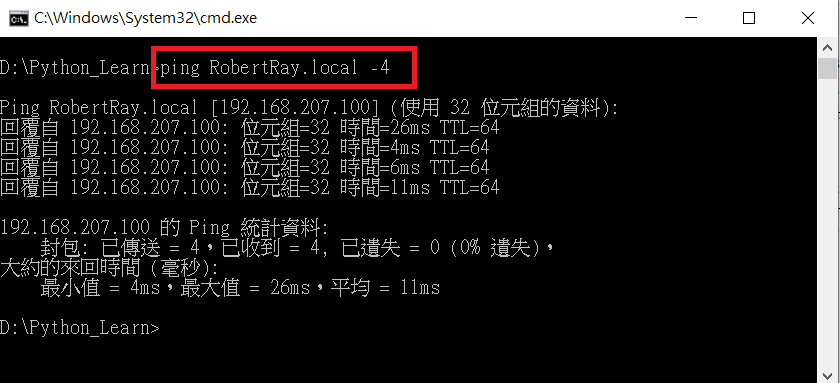 C:\Windows\System32\cmd.exe
D:\Python_Learn>ping RobertRay.local -4
Ping RobertRay.local [192.168.207.100] (使用 32 位元組的資料):
回覆自 192.168.207.100: 位元組=32 時間=26ms TTL=64
回覆自 192.168.207.100: 位元組=32 時間=4ms TTL=64
回覆自 192.168.207.100: 位元組=32 時間=6ms TTL=64
回覆自 192.168.207.100: 位元組=32 時間=11ms TTL=64
192.168.207.100 的 Ping 統計資料:
封包: 已傳送 = 4，已收到 = 4, 已遺失 = 0 (0% 遺失)，
大約的來回時間 (毫秒):
最小值 = 4ms，最大值 = 26ms，平均 = 11ms
D:\Python_Learn>